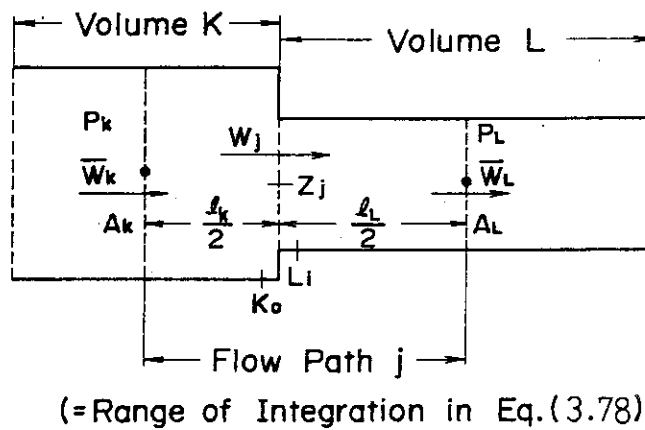 Volume K
Volume L
Pk
Wj
PL
W̅k
Zj
W̅L
Ak
ℓk/2
ℓL/2
AL
Li
Ko
Flow Path j
(=Range of Integration in Eq.(3.78)